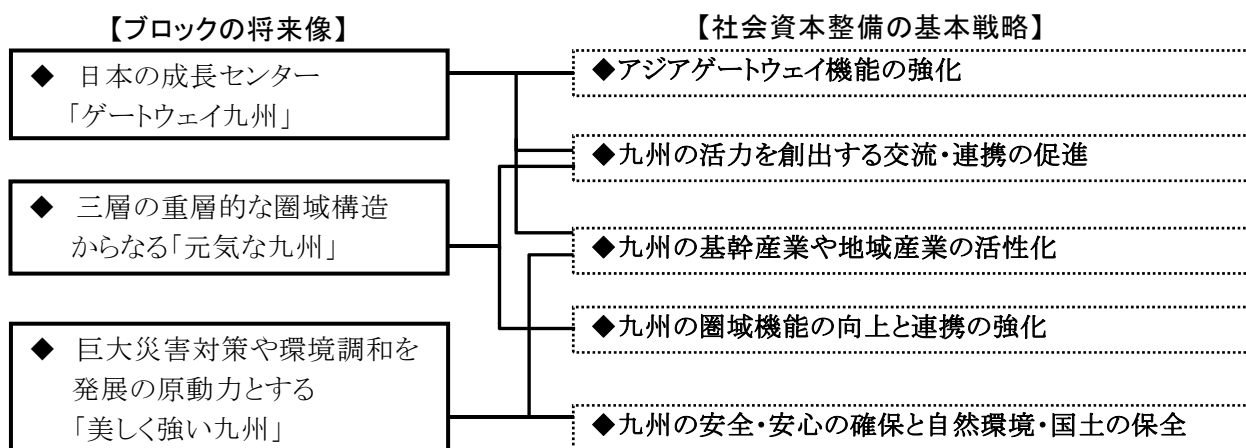 【ブロックの将来像】
◆ 日本の成長センター
「ゲートウェイ九州」
◆ 三層の重層的な圏域構造
からなる「元気な九州」
◆ 巨大災害対策や環境調和を
発展の原動力とする
「美しく強い九州」
【社会資本整備の基本戦略】
◆アジアゲートウェイ機能の強化
◆九州の活力を創出する交流・連携の促進
◆九州の基幹産業や地域産業の活性化
◆九州の圏域機能の向上と連携の強化
◆九州の安全・安心の確保と自然環境・国土の保全